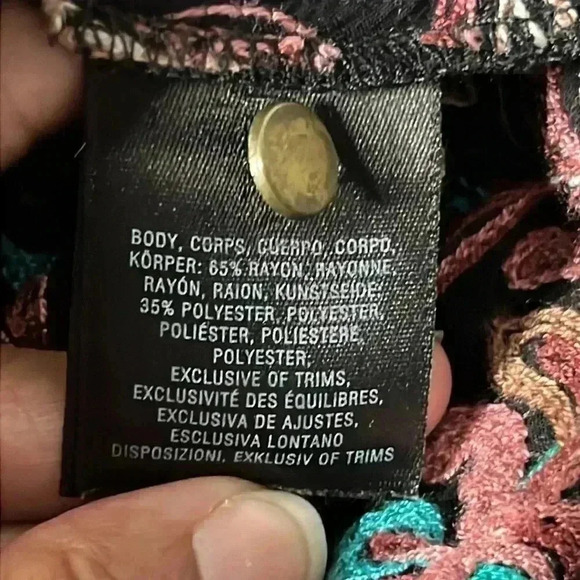 BODY, CORPS, CUERPO, CORPO,
KÖRPER: 65% RAYON, RAYONNE,
RAYÓN, RAION, KUNSTSEIDE
35% POLYESTER, POLYESTER,
POLIÉSTER, POLIESTERE,
POLYESTER;
EXCLUSIVE OF TRIMS,
EXCLUSIVITÉ DES ÉQUILIBRES,
EXCLUSIVA DE AJUSTES,
ESCLUSIVA LONTANO
DISPOSIZIONI, EXKLUSIV OF TRIMS